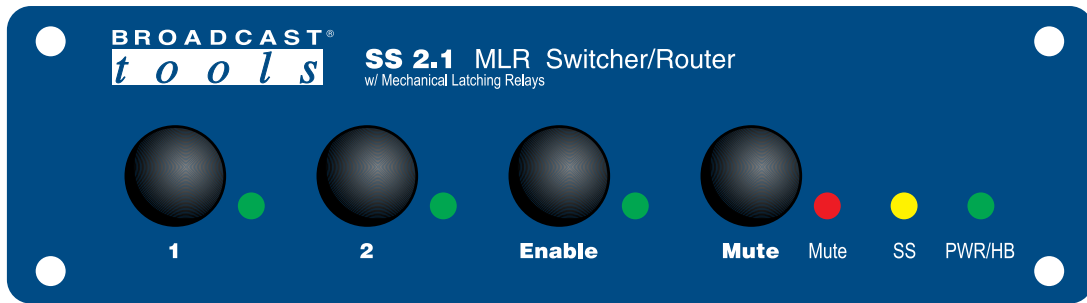 BROADCAST®
tools
SS 2.1 MLR Switcher/Router
w/ Mechanical Latching Relays
1
2
Enable
Mute
Mute
SS
PWR/HB